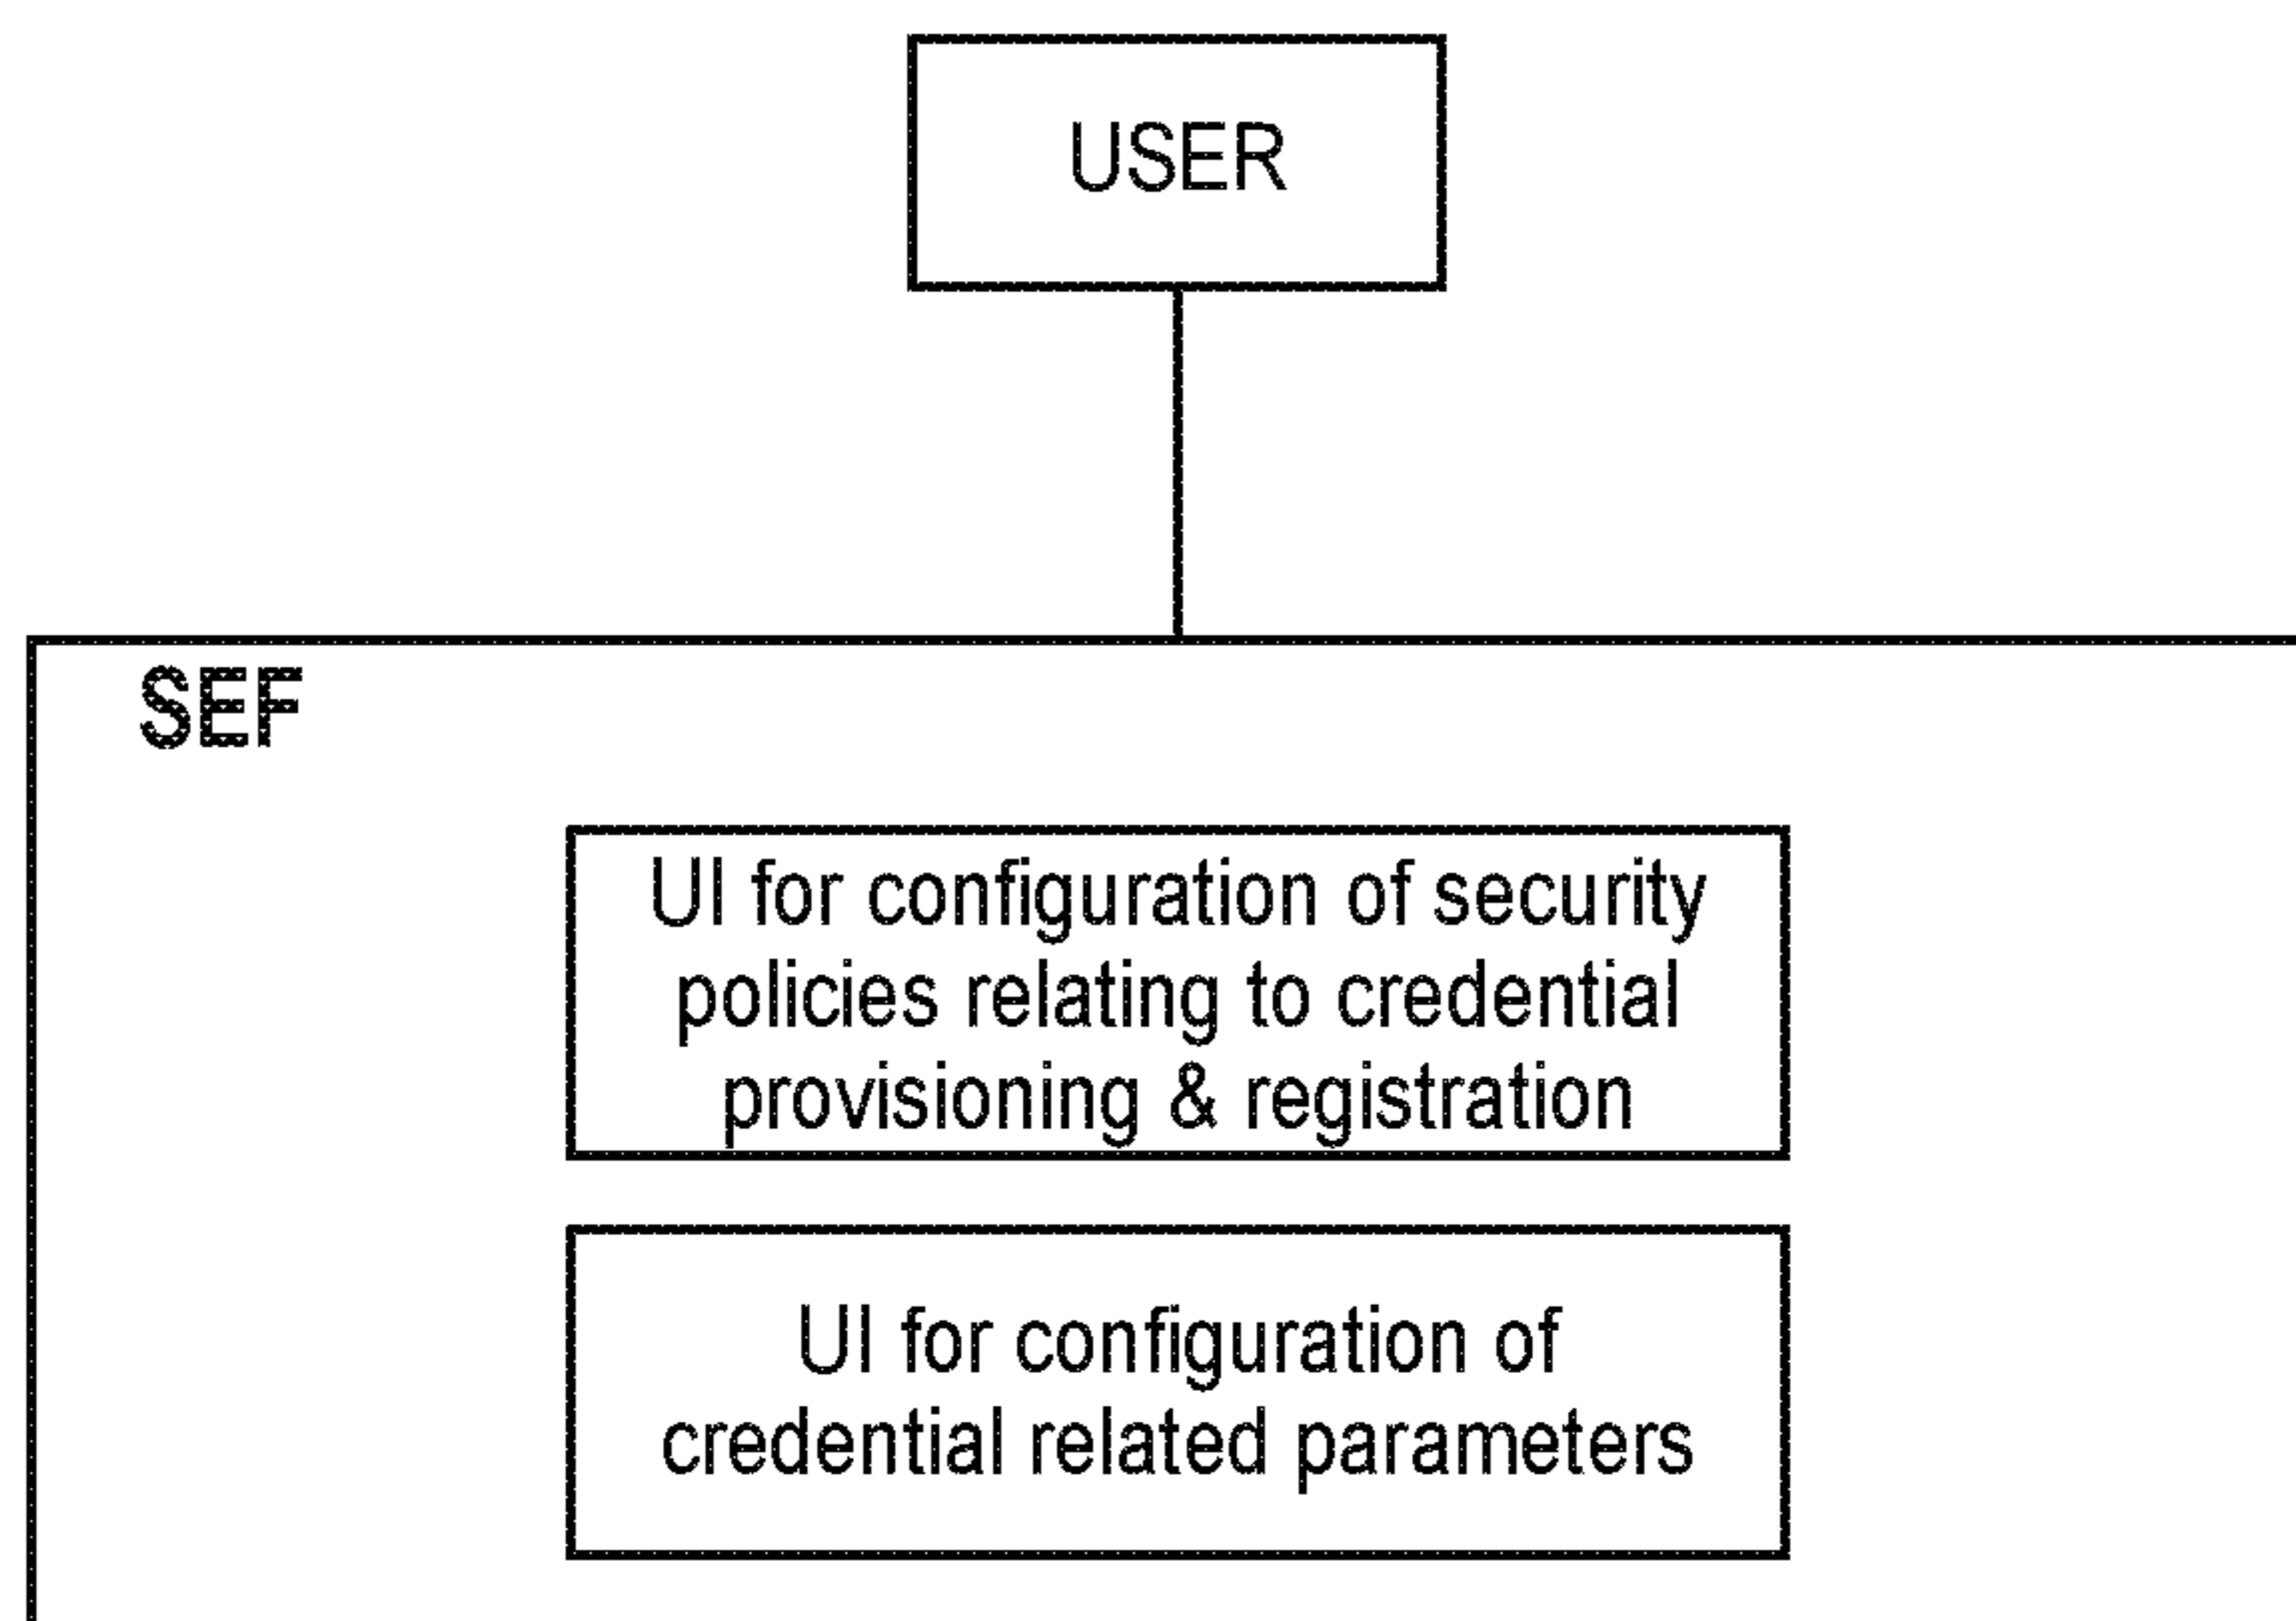 USER
SEF
UI for configuration of security
policies relating to credential
provisioning & registration
UI for configuration of
credential related parameters